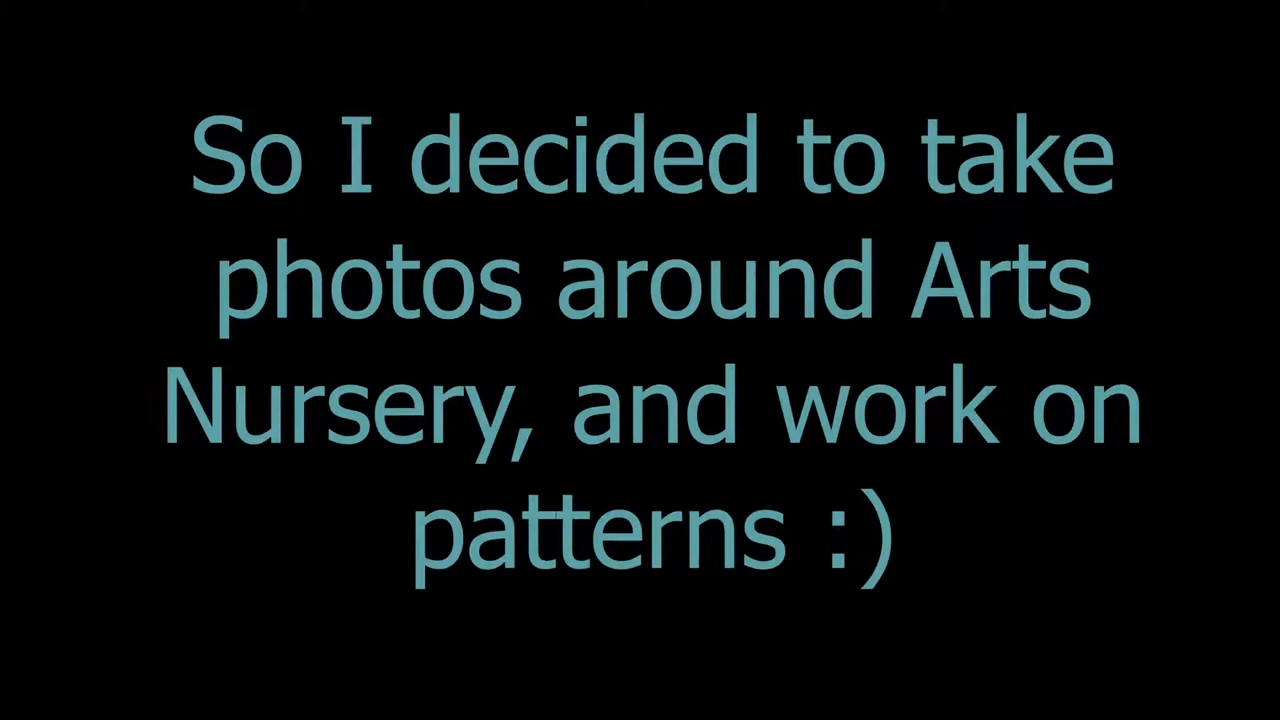 So I decided to take
photos around Arts
Nursery, and work on
patterns :)